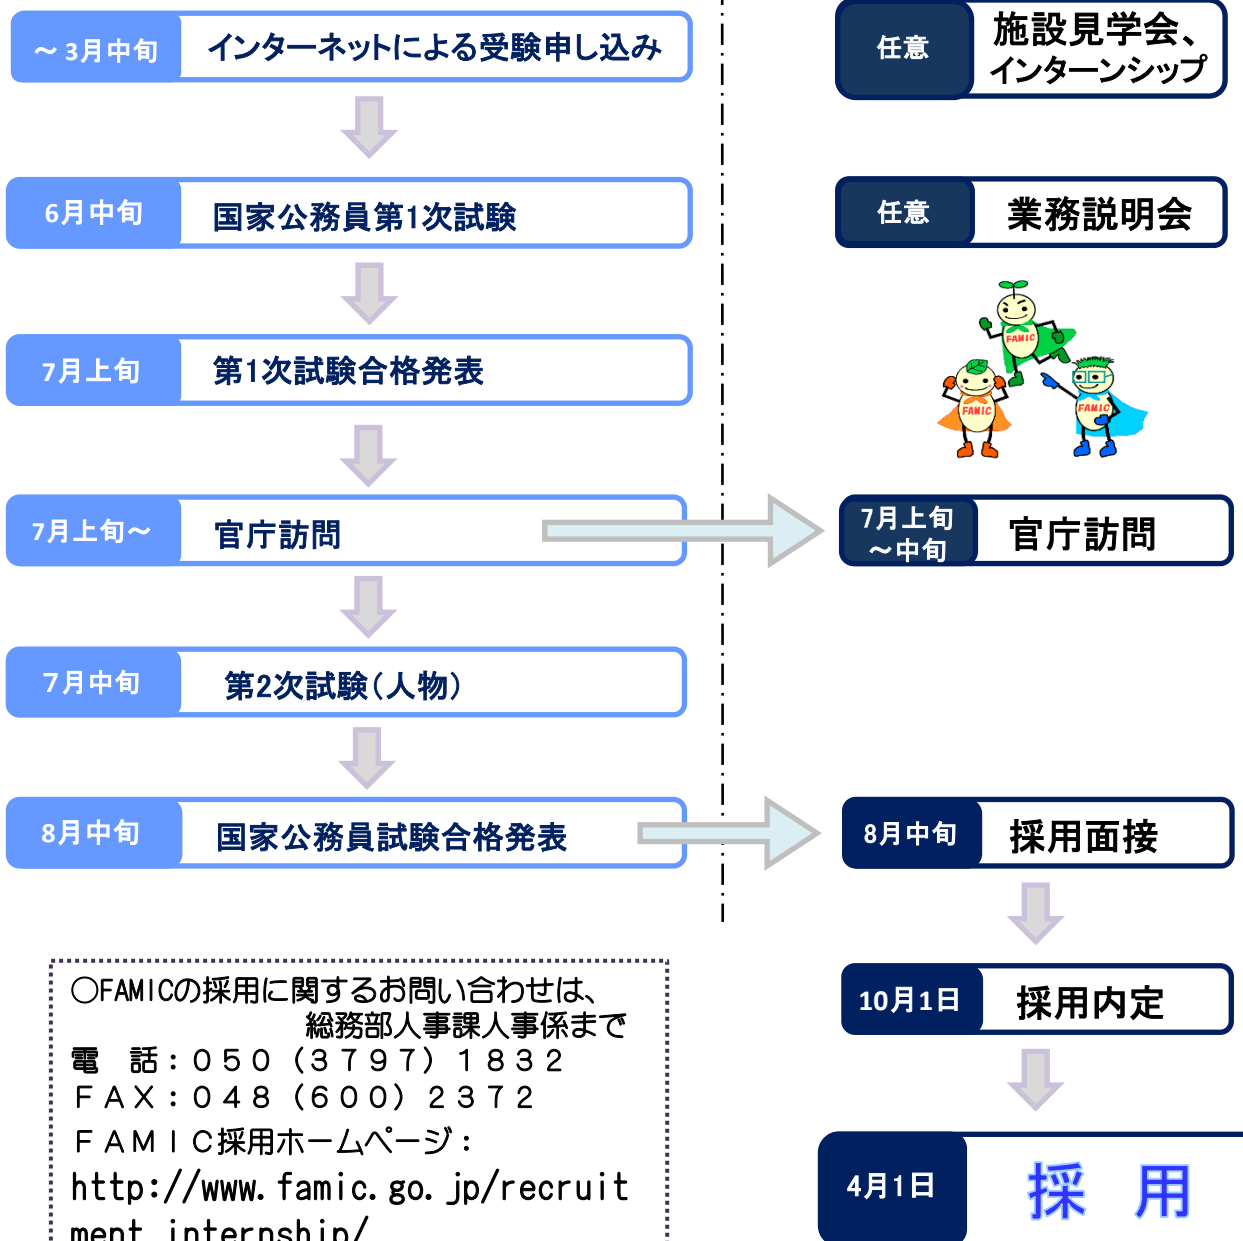 ～3月中旬
インターネットによる受験申し込み
6月中旬
国家公務員第1次試験
7月上旬
第1次試験合格発表
7月上旬～
官庁訪問
7月中旬
第2次試験（人物）
8月中旬
国家公務員試験合格発表
任意
施設見学会、
インターンシップ
任意
業務説明会
FAMIC
FAMIC
FAMIC
7月上旬
～中旬
官庁訪問
8月中旬
採用面接
10月1日
採用内定
4月1日
採　用
○FAMICの採用に関するお問い合わせは、
総務部人事課人事係まで
電　話：０５０（３７９７）１８３２
ＦＡＸ：０４８（６００）２３７２
ＦＡＭＩＣ採用ホームページ：
http://www.famic.go.jp/recruit
ment_internship/